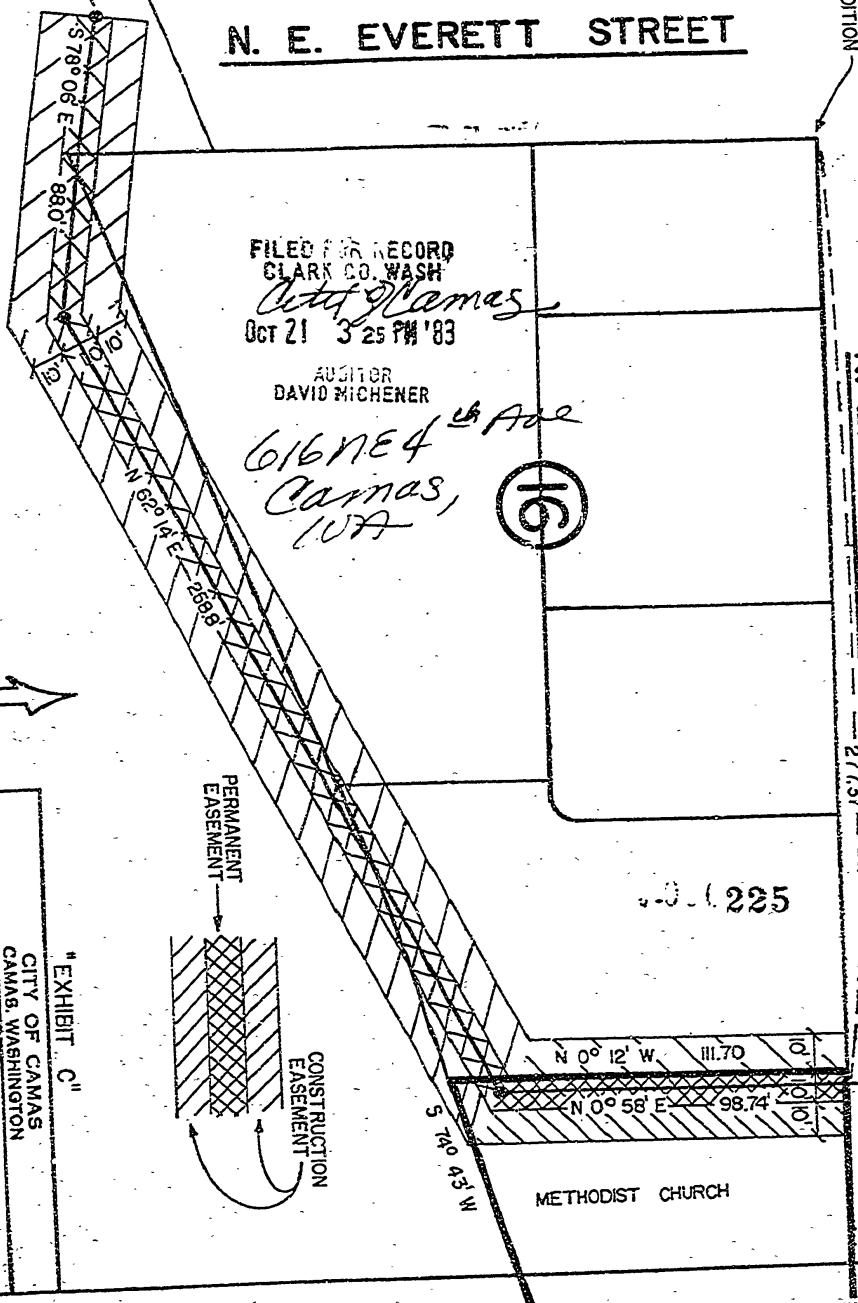 N. E. EVERETT STREET
S 78° 06' E 88.0'
FILED FOR RECORD
CLARK CO. WASH
City of Camas
OCT 21 3 25 PM '83
AUDITOR
DAVID MICHENER
616 NE 4th Ave
Camas,
WA
16
10'
10'
10'
N 62° 14' E 268.8'
277.57
225
PERMANENT
EASEMENT
CONSTRUCTION
EASEMENT
N 0° 12' W 111.70
N 0° 58' E 98.74'
10'
10'
10'
S 74° 43' W
METHODIST CHURCH
"EXHIBIT C"
CITY OF CAMAS
CAMAS, WASHINGTON